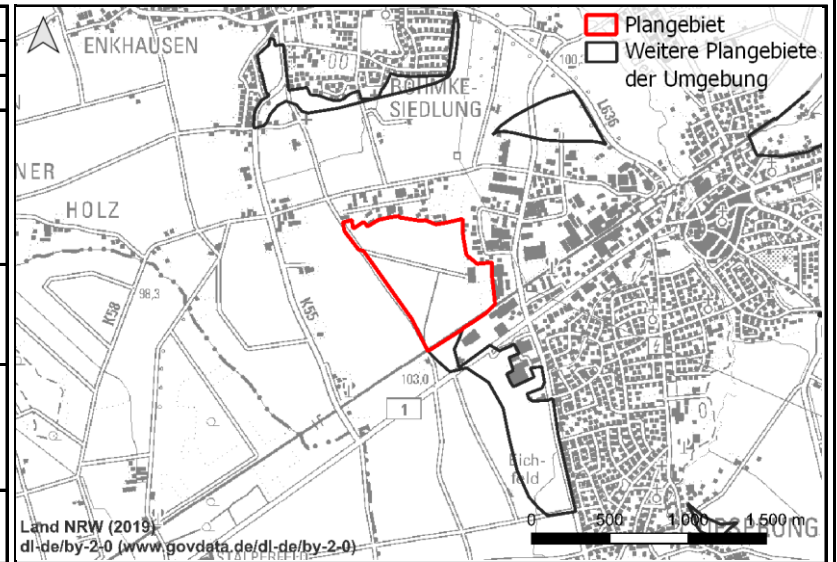 ENKHAUSEN
Plangebiet
Weitere Plangebiete
der Umgebung
100,
BÖHMKE-
SIEDLUNG
L636
NER
HOLZ
98,3
K58
K55
103,0
1
Eich-
feld
0 500 1.000 1.500 m
Land NRW (2019)
dl-de/by-2-0 (www.govdata.de/dl-de/by-2-0)